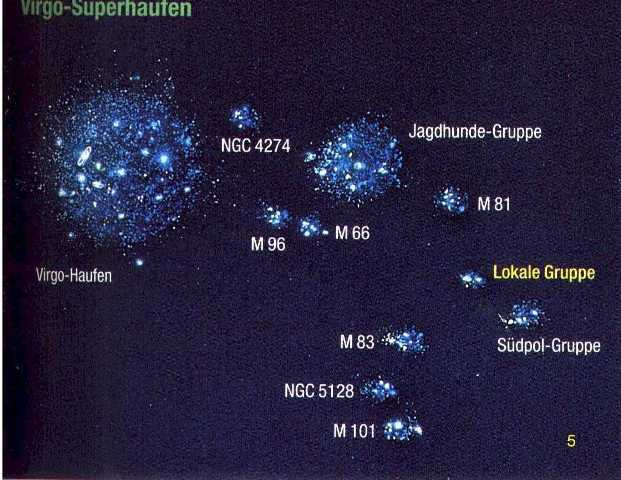 Virgo-Superhaufen
NGC 4274
Jagdhunde-Gruppe
M 81
M 96
M 66
Virgo-Haufen
Lokale Gruppe
M 83
Südpol-Gruppe
NGC 5128
M 101
5